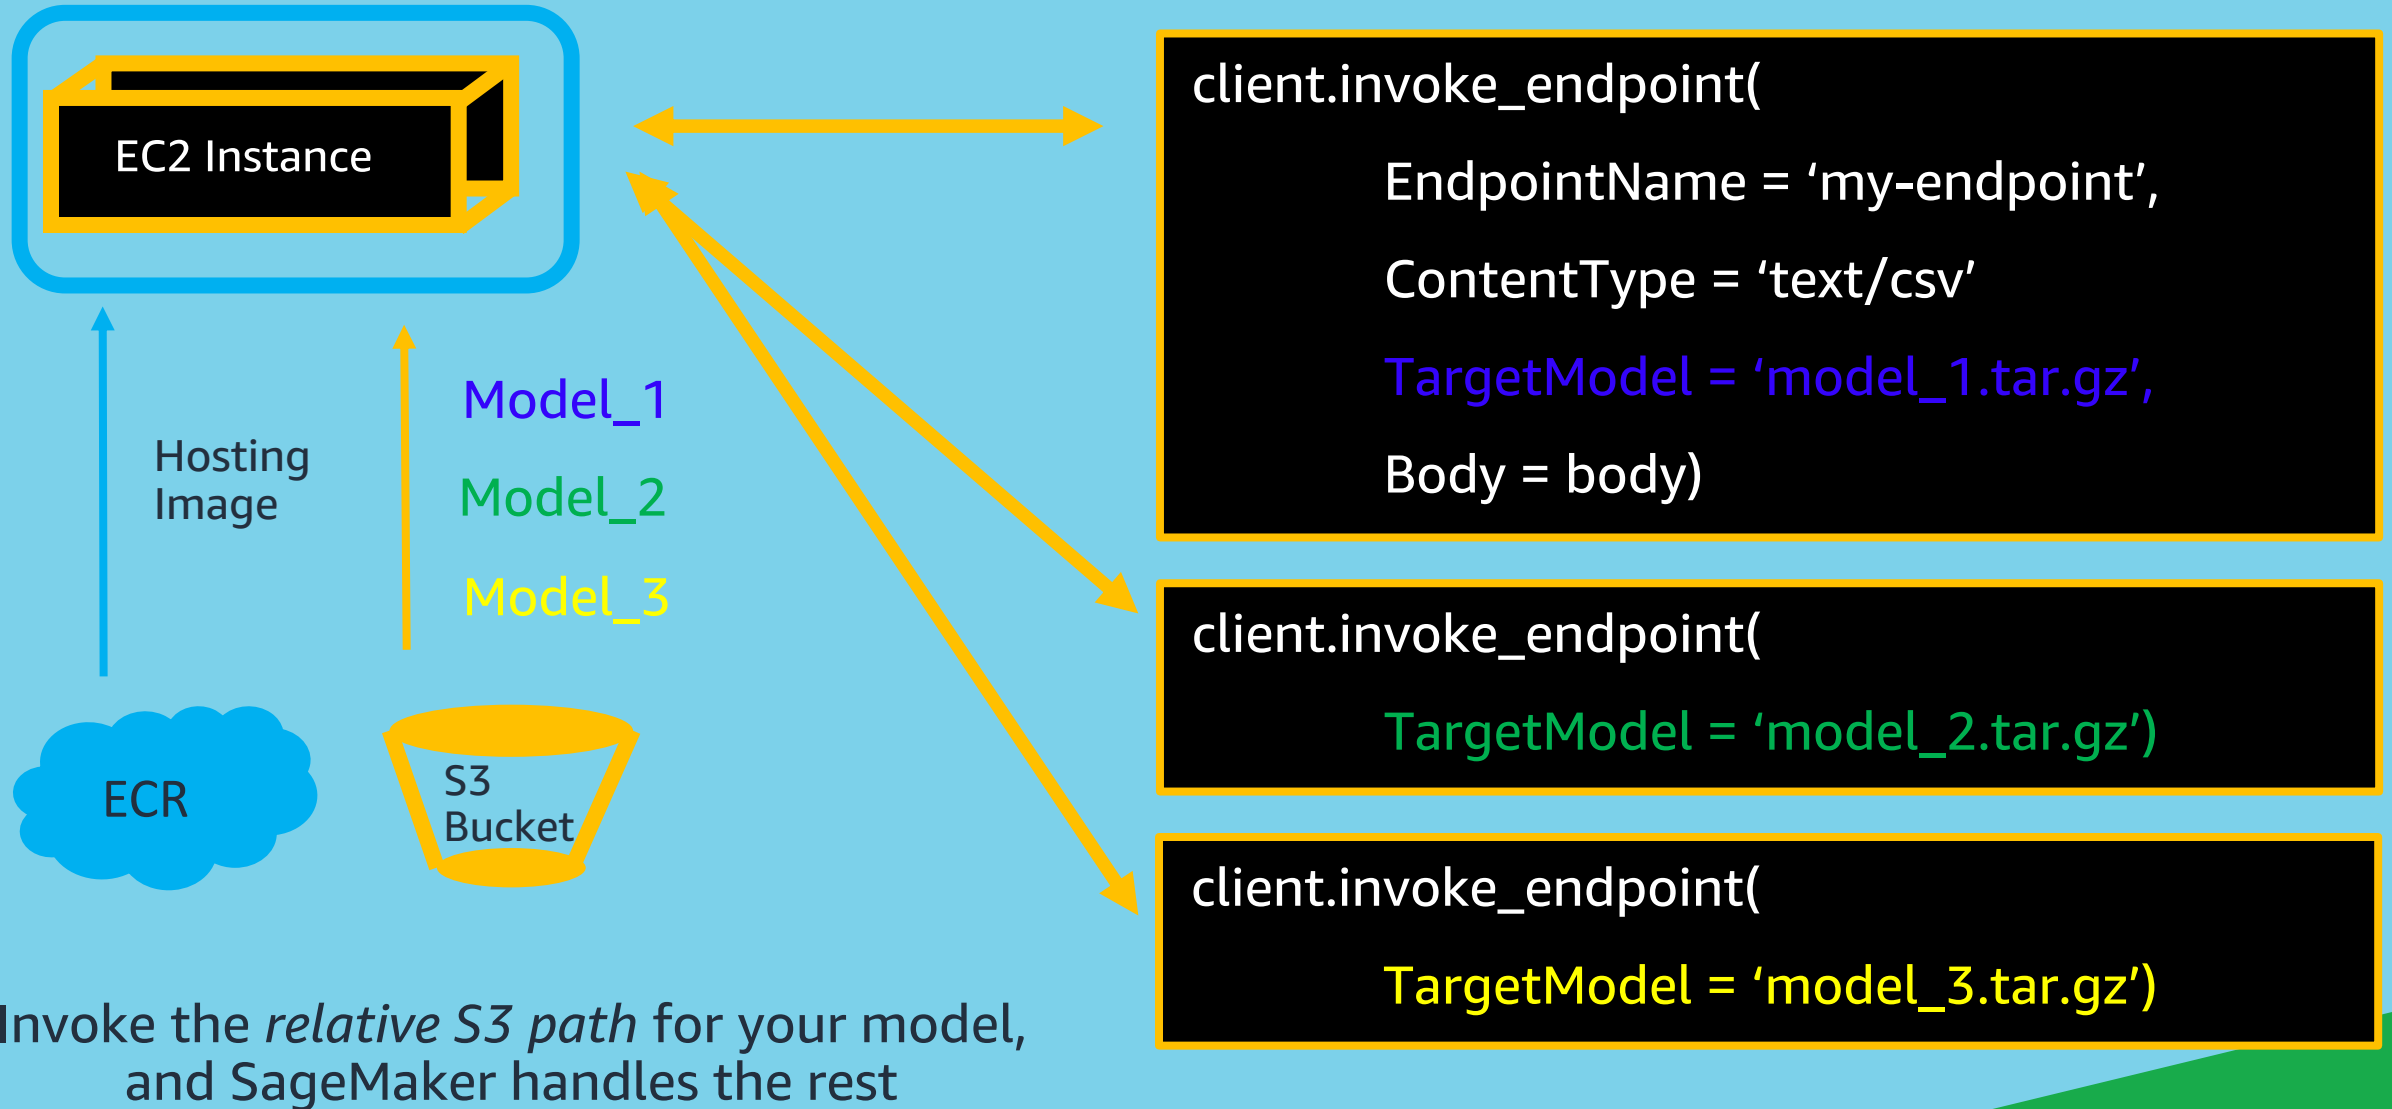 EC2 Instance
Hosting
Image
Model_1
Model_2
Model_3
ECR
S3
Bucket
Invoke the relative S3 path for your model,
and SageMaker handles the rest
client.invoke_endpoint(
EndpointName = ‘my-endpoint’,
ContentType = ‘text/csv’
TargetModel = ‘model_1.tar.gz’,
Body = body)
client.invoke_endpoint(
TargetModel = ‘model_2.tar.gz’)
client.invoke_endpoint(
TargetModel = ‘model_3.tar.gz’)